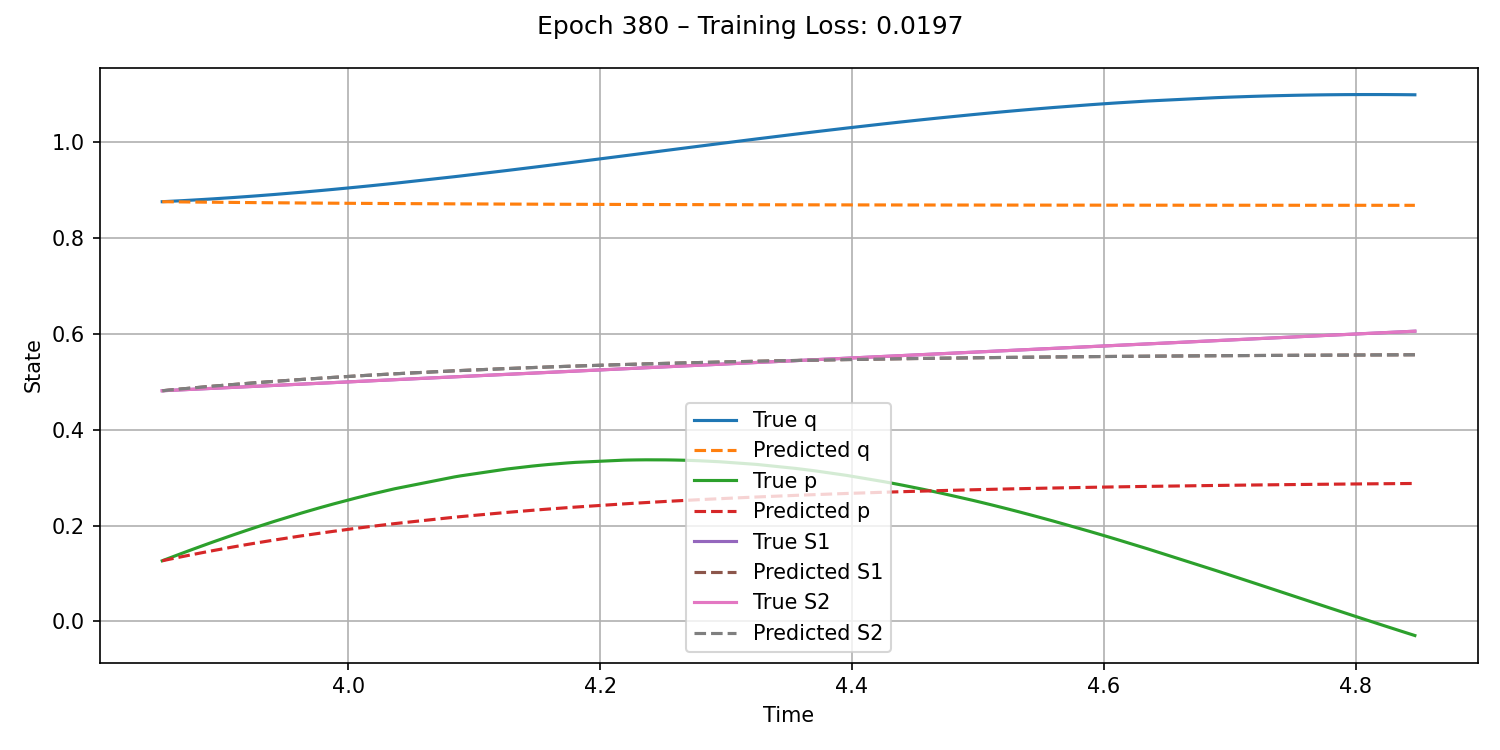 Epoch 380 – Training Loss: 0.0197
1.0
0.8
0.6
0.4
0.2
0.0
State
True q
Predicted q
True p
Predicted p
True S1
Predicted S1
True S2
Predicted S2
4.0 4.2 4.4 4.6 4.8
Time